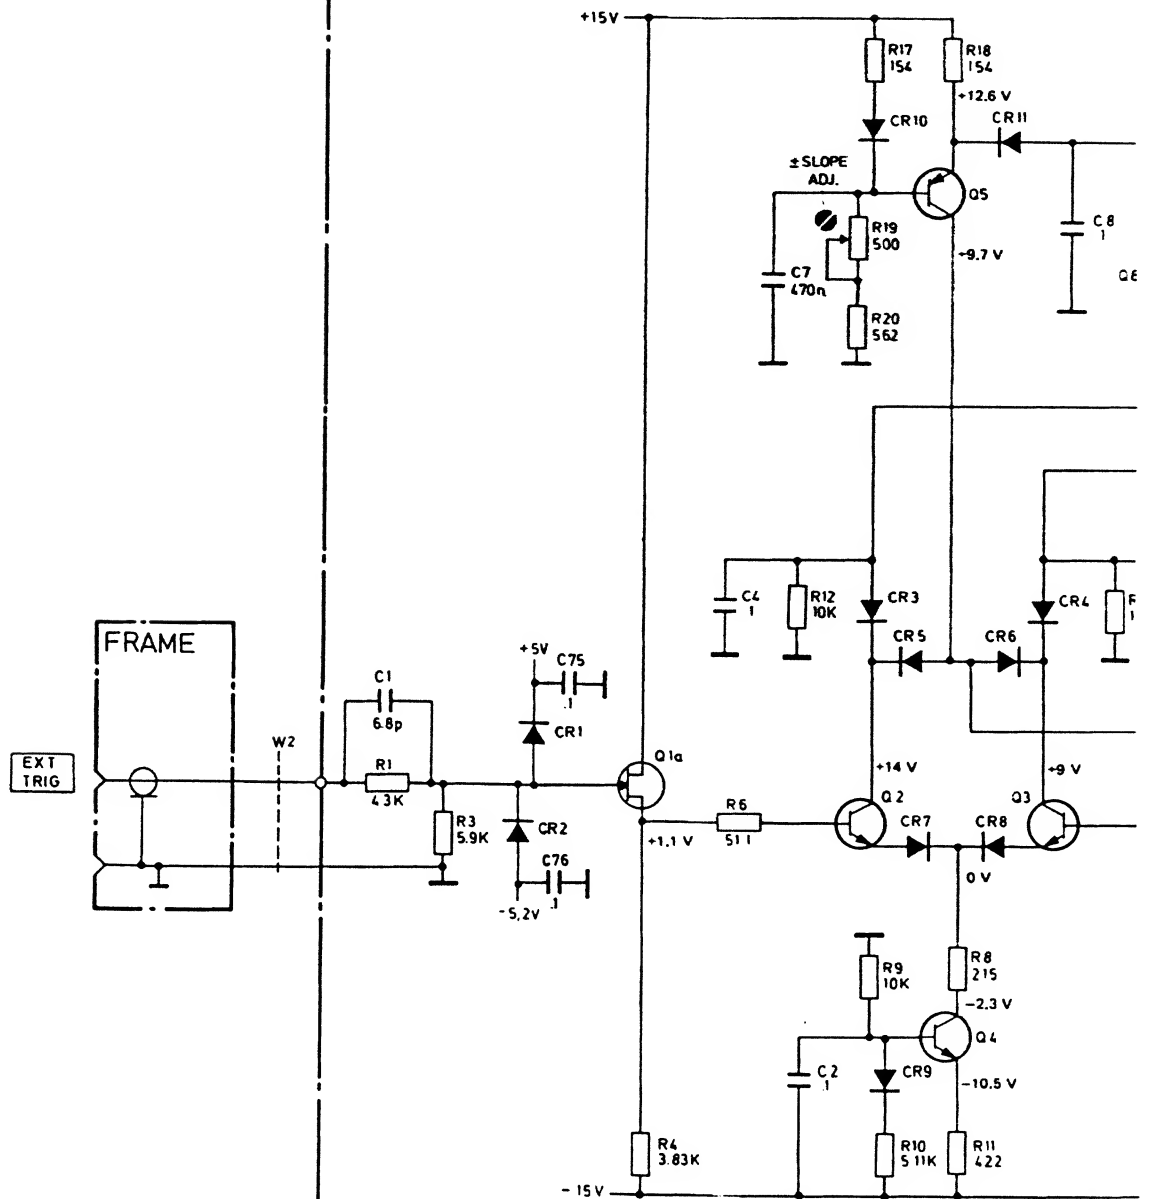 +15V
R17
154
R18
154
+12.6 V
CR10
CR11
±SLOPE
ADJ.
Q5
R19
500
C8
1
+9.7 V
C7
470n
Q6
R20
562
C4
1
R12
10K
CR3
CR4
CR5
CR6
FRAME
+5V
C75
.1
C1
6.8p
CR1
W2
EXT
TRIG
R1
4.3K
Q1a
+14 V
+9 V
Q2
Q3
R3
5.9K
CR2
R6
511
CR7
CR8
+1.1 V
C76
.1
-5,2V
0 V
R9
10K
R8
215
-2.3 V
Q4
C2
.1
CR9
-10.5 V
R4
3.83K
R10
5.11K
R11
422
-15V